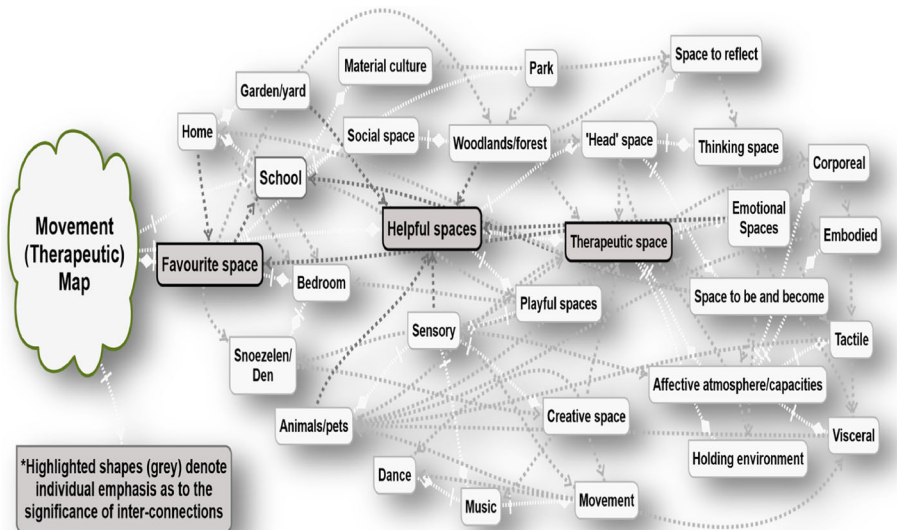 Space to reflect
Material culture
Park
Garden/yard
Home
Social space
Woodlands/forest
'Head' space
Thinking space
Corporeal
School
Movement
(Therapeutic)
Map
Helpful spaces
Therapeutic space
Emotional
Spaces
Embodied
Favourite space
Bedroom
Playful spaces
Space to be and become
Sensory
Tactile
Snoezelen/
Den
Affective atmosphere/capacities
Animals/pets
Creative space
Visceral
Holding environment
*Highlighted shapes (grey) denote
individual emphasis as to the
significance of inter-connections
Dance
Music
Movement